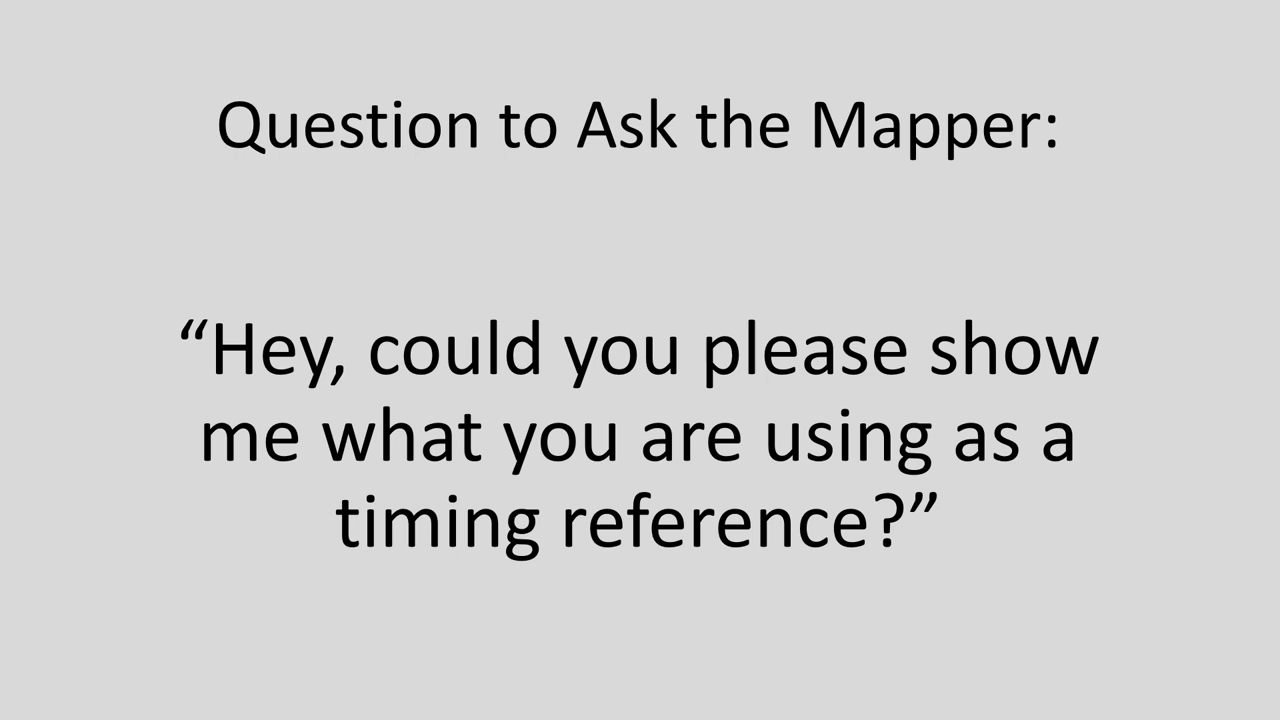 Question to Ask the Mapper:
“Hey, could you please show
me what you are using as a
timing reference?”